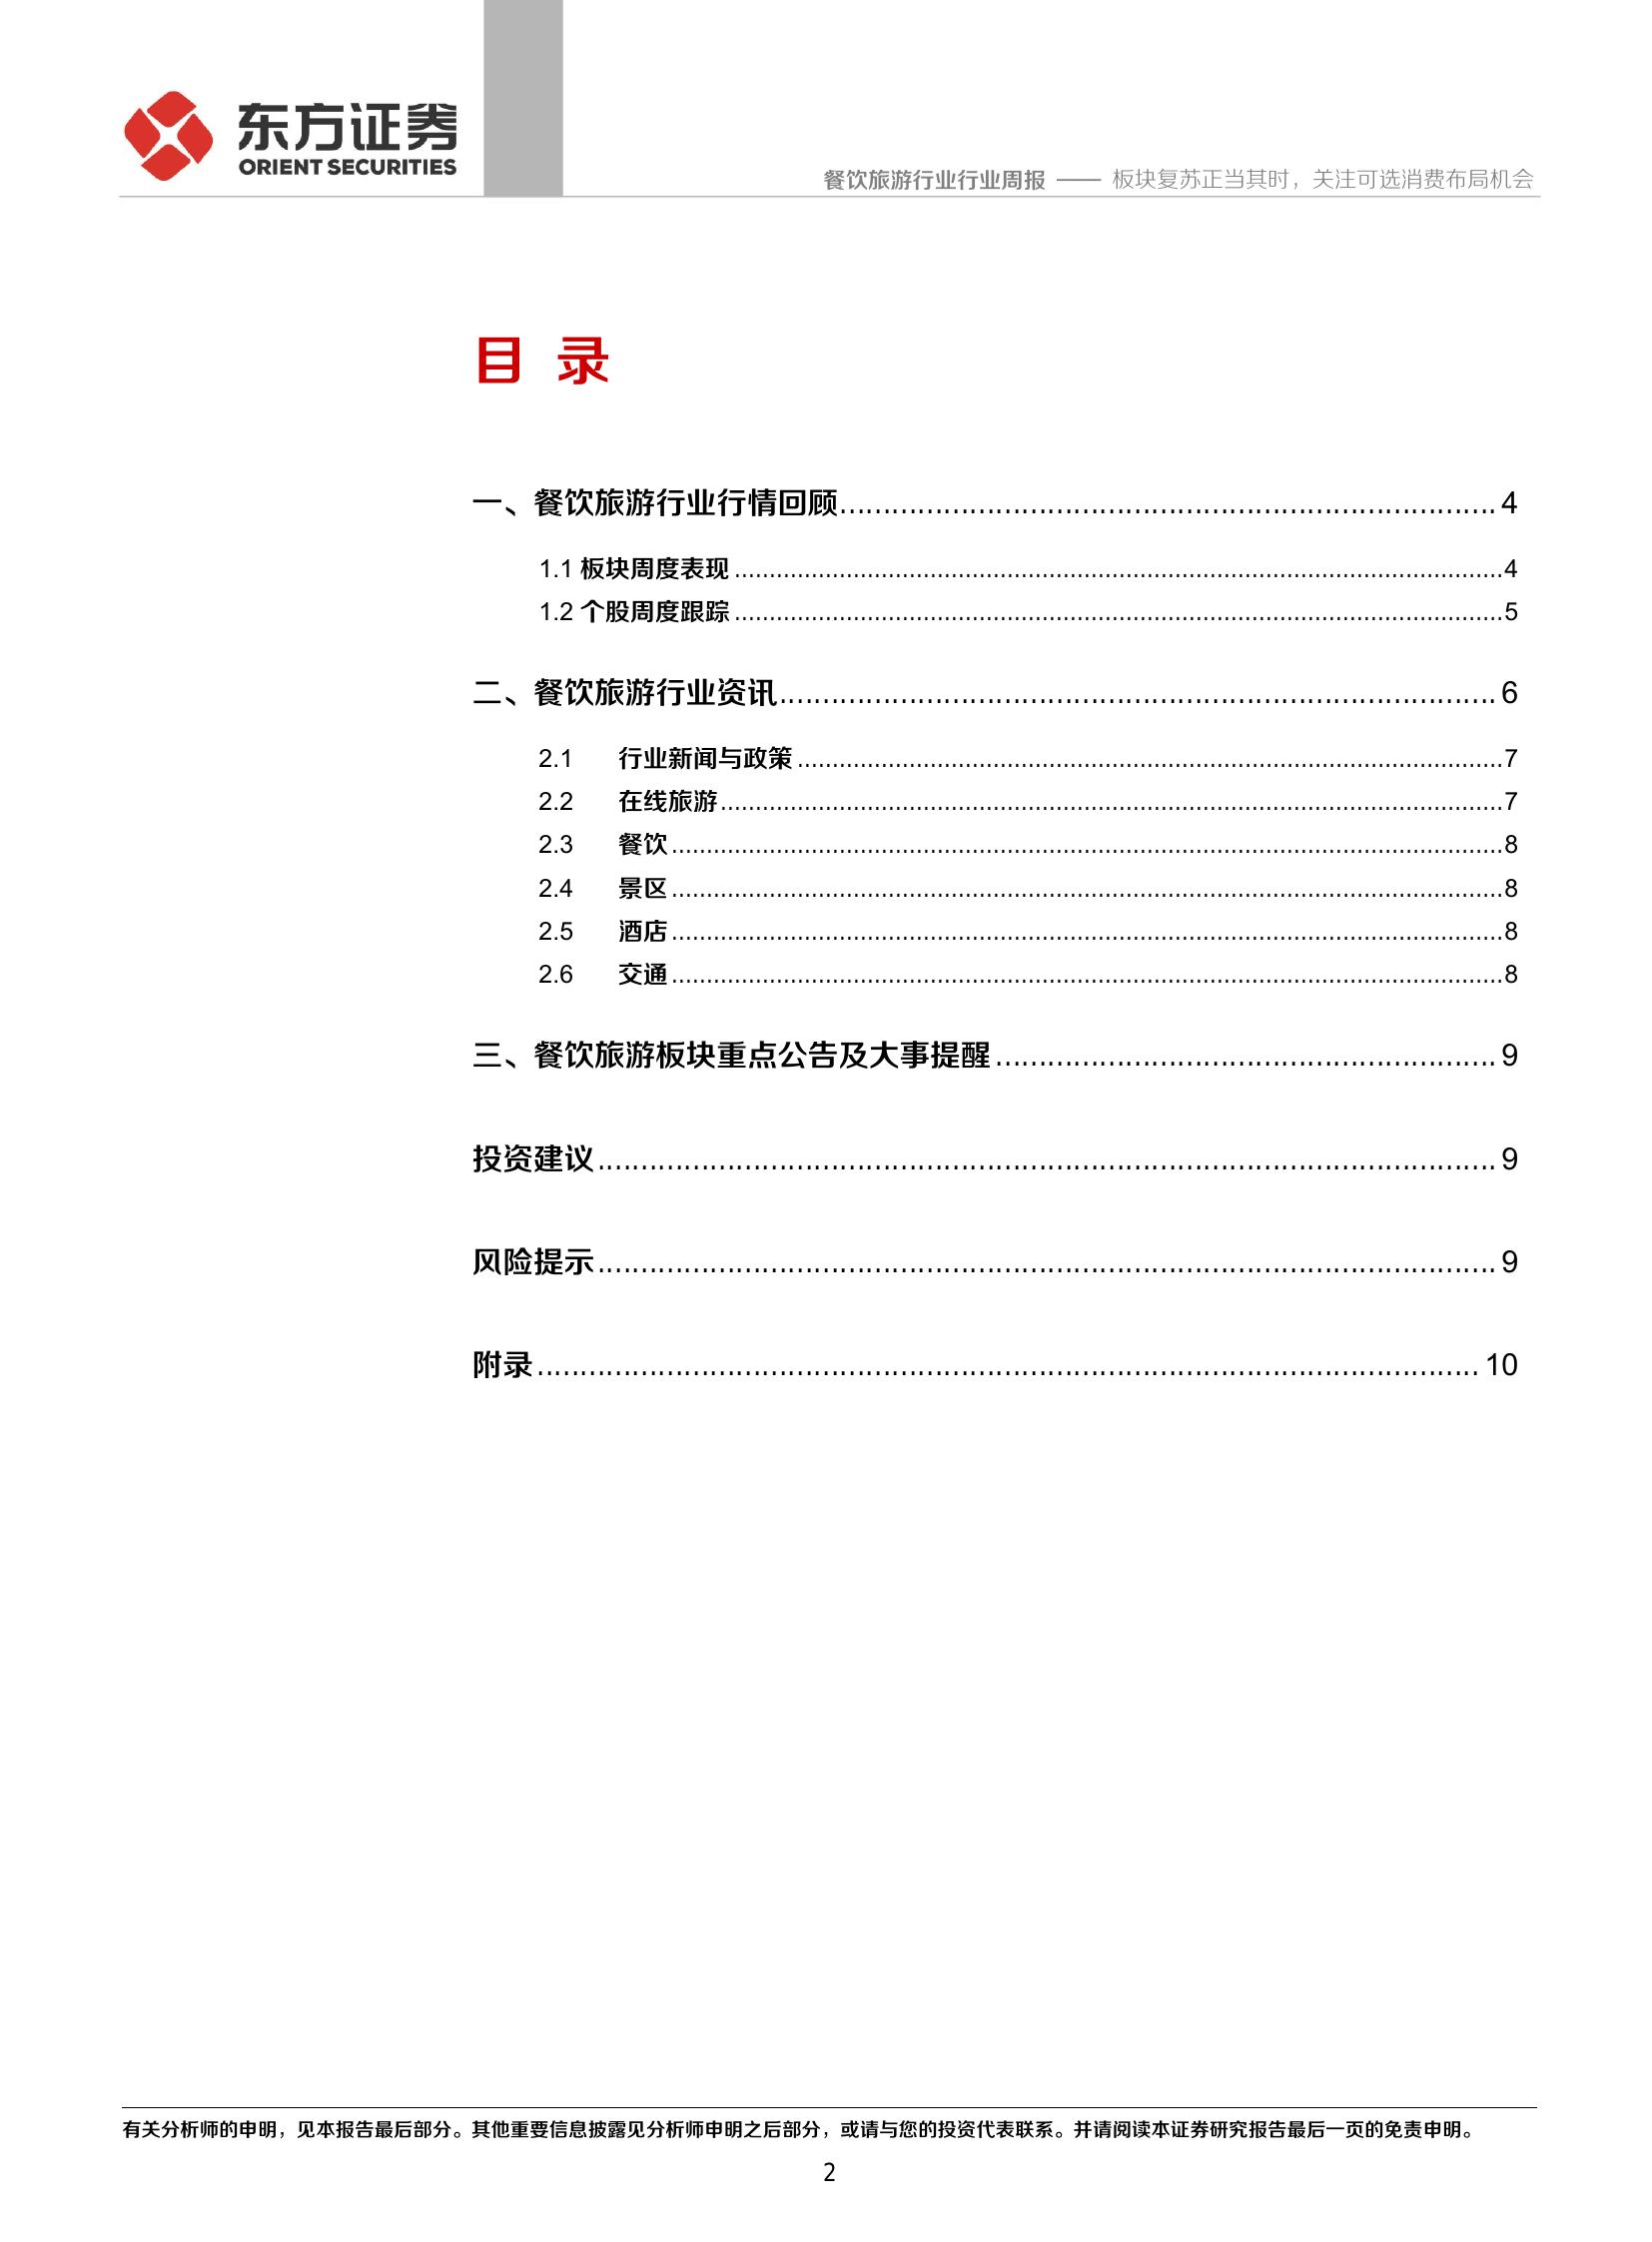 东方证券
ORIENT SECURITIES
餐饮旅游行业行业周报 —— 板块复苏正当其时，关注可选消费布局机会
目 录
一、餐饮旅游行业行情回顾........................................ 4
1.1 板块周度表现........................................4
1.2 个股周度跟踪........................................5
二、餐饮旅游行业资讯........................................ 6
2.1 行业新闻与政策........................................7
2.2 在线旅游........................................7
2.3 餐饮........................................8
2.4 景区........................................8
2.5 酒店........................................8
2.6 交通........................................8
三、餐饮旅游板块重点公告及大事提醒........................................ 9
投资建议........................................ 9
风险提示........................................ 9
附录........................................ 10
有关分析师的申明，见本报告最后部分。其他重要信息披露见分析师申明之后部分，或请与您的投资代表联系。并请阅读本证券研究报告最后一页的免责申明。
2